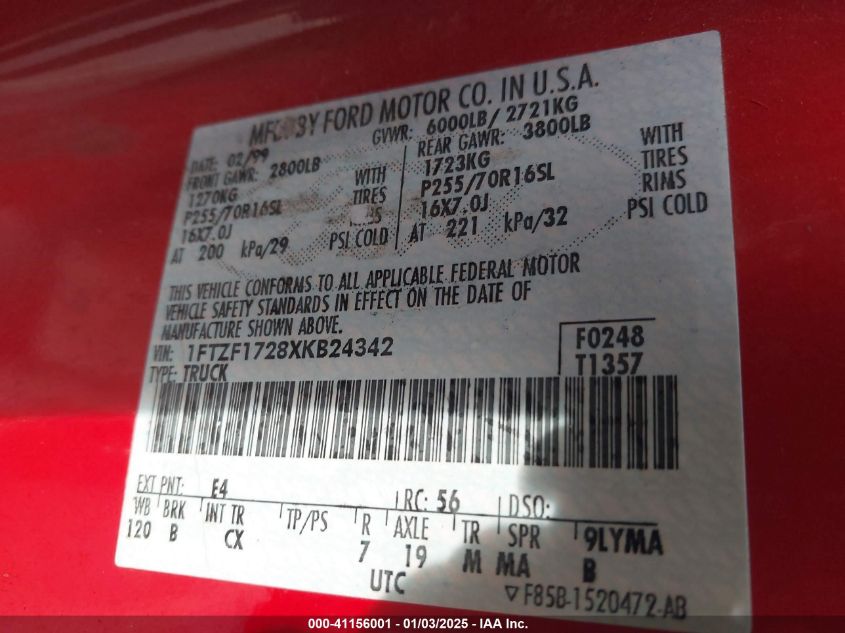 MFD BY FORD MOTOR CO. IN U.S.A.
DATE: 02/99 GVWR: 6000LB/ 2721KG
FRONT GAWR: 2800LB REAR GAWR: 3800LB
1270KG WITH 1723KG WITH
P255/70R16SL TIRES P255/70R16SL TIRES
16X7.0J 16X7.0J RIMS
AT 200 kPa/29 PSI COLD AT 221 kPa/32 PSI COLD
THIS VEHICLE CONFORMS TO ALL APPLICABLE FEDERAL MOTOR
VEHICLE SAFETY STANDARDS IN EFFECT ON THE DATE OF
MANUFACTURE SHOWN ABOVE.
VIN: 1FTZF1728XKB24342 F0248
TYPE: TRUCK T1357
EXT PNT: E4 RC: 56 DSO:
WB BRK INT TR TP/PS R AXLE TR SPR 9LYMA
120 B CX 7 19 M MA B
UTC ▽F85B-1520472-AB
000-41156001 - 01/03/2025 - IAA Inc.